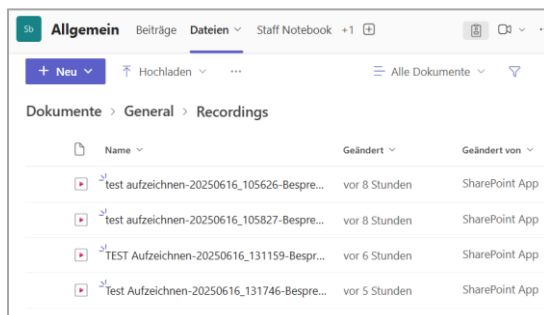 Sb Allgemein Beiträge Dateien Staff Notebook +1
+ Neu Hochladen ... Alle Dokumente
Dokumente > General > Recordings
Name Geändert Geändert von
test aufzeichnen-20250616_105626-Bespre... vor 8 Stunden SharePoint App
test aufzeichnen-20250616_105827-Bespre... vor 8 Stunden SharePoint App
TEST Aufzeichnen-20250616_131159-Bespr... vor 6 Stunden SharePoint App
Test Aufzeichnen-20250616_131746-Bespre... vor 5 Stunden SharePoint App